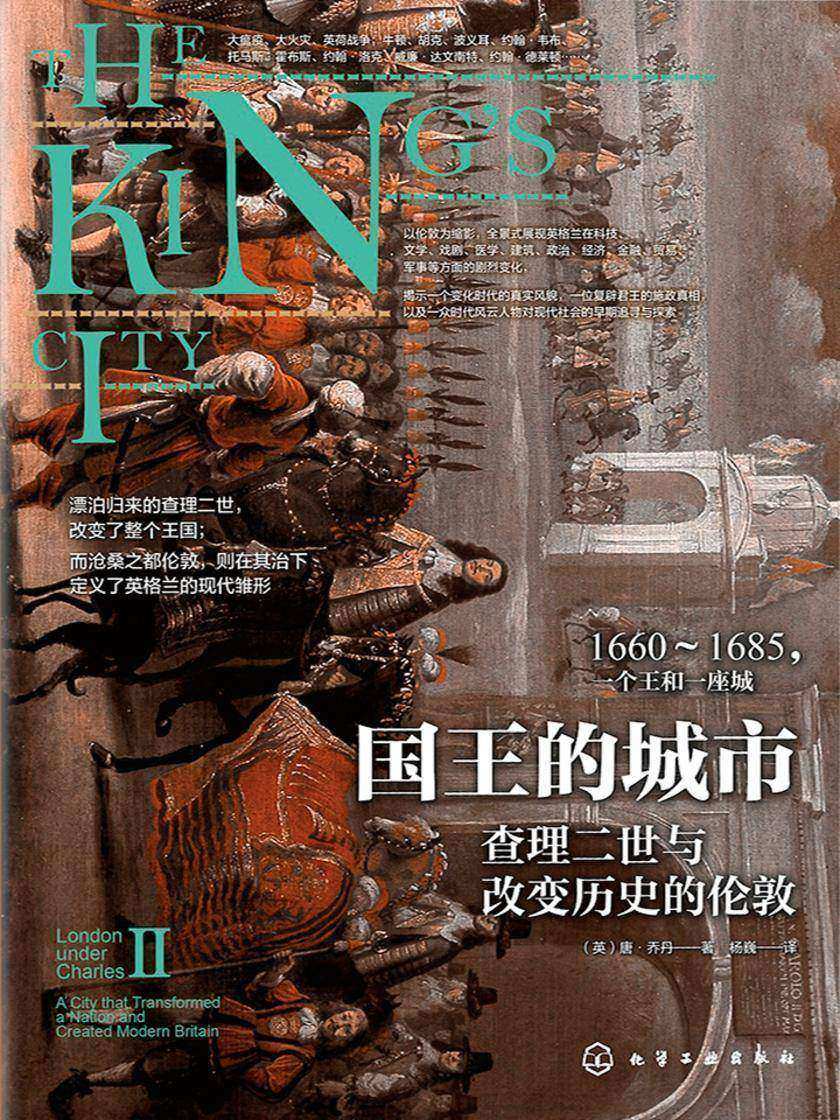 THE
KING'S
CITY
大瘟疫、大火灾、英荷战争；牛顿、胡克、波义耳、约翰·韦布、
托马斯·霍布斯、约翰·洛克、威廉·达文南特、约翰·德莱顿……
以伦敦为缩影，全景式展现英格兰在科技、
文学、戏剧、医学、建筑、政治、经济、金融、贸易、
军事等方面的剧烈变化，
揭示一个变化时代的真实风貌，一位复辟君王的施政真相，
以及一众时代风云人物对现代社会的早期追寻与探索
漂泊归来的查理二世，
改变了整个王国；
而沧桑之都伦敦，则在其治下
定义了英格兰的现代雏形
1660～1685，
一个王和一座城
国王的城市
查理二世与
改变历史的伦敦
（英）唐·乔丹——著 杨巍——译
London
under
Charles II
A City that Transformed
a Nation and
Created Modern Britain
化学工业出版社